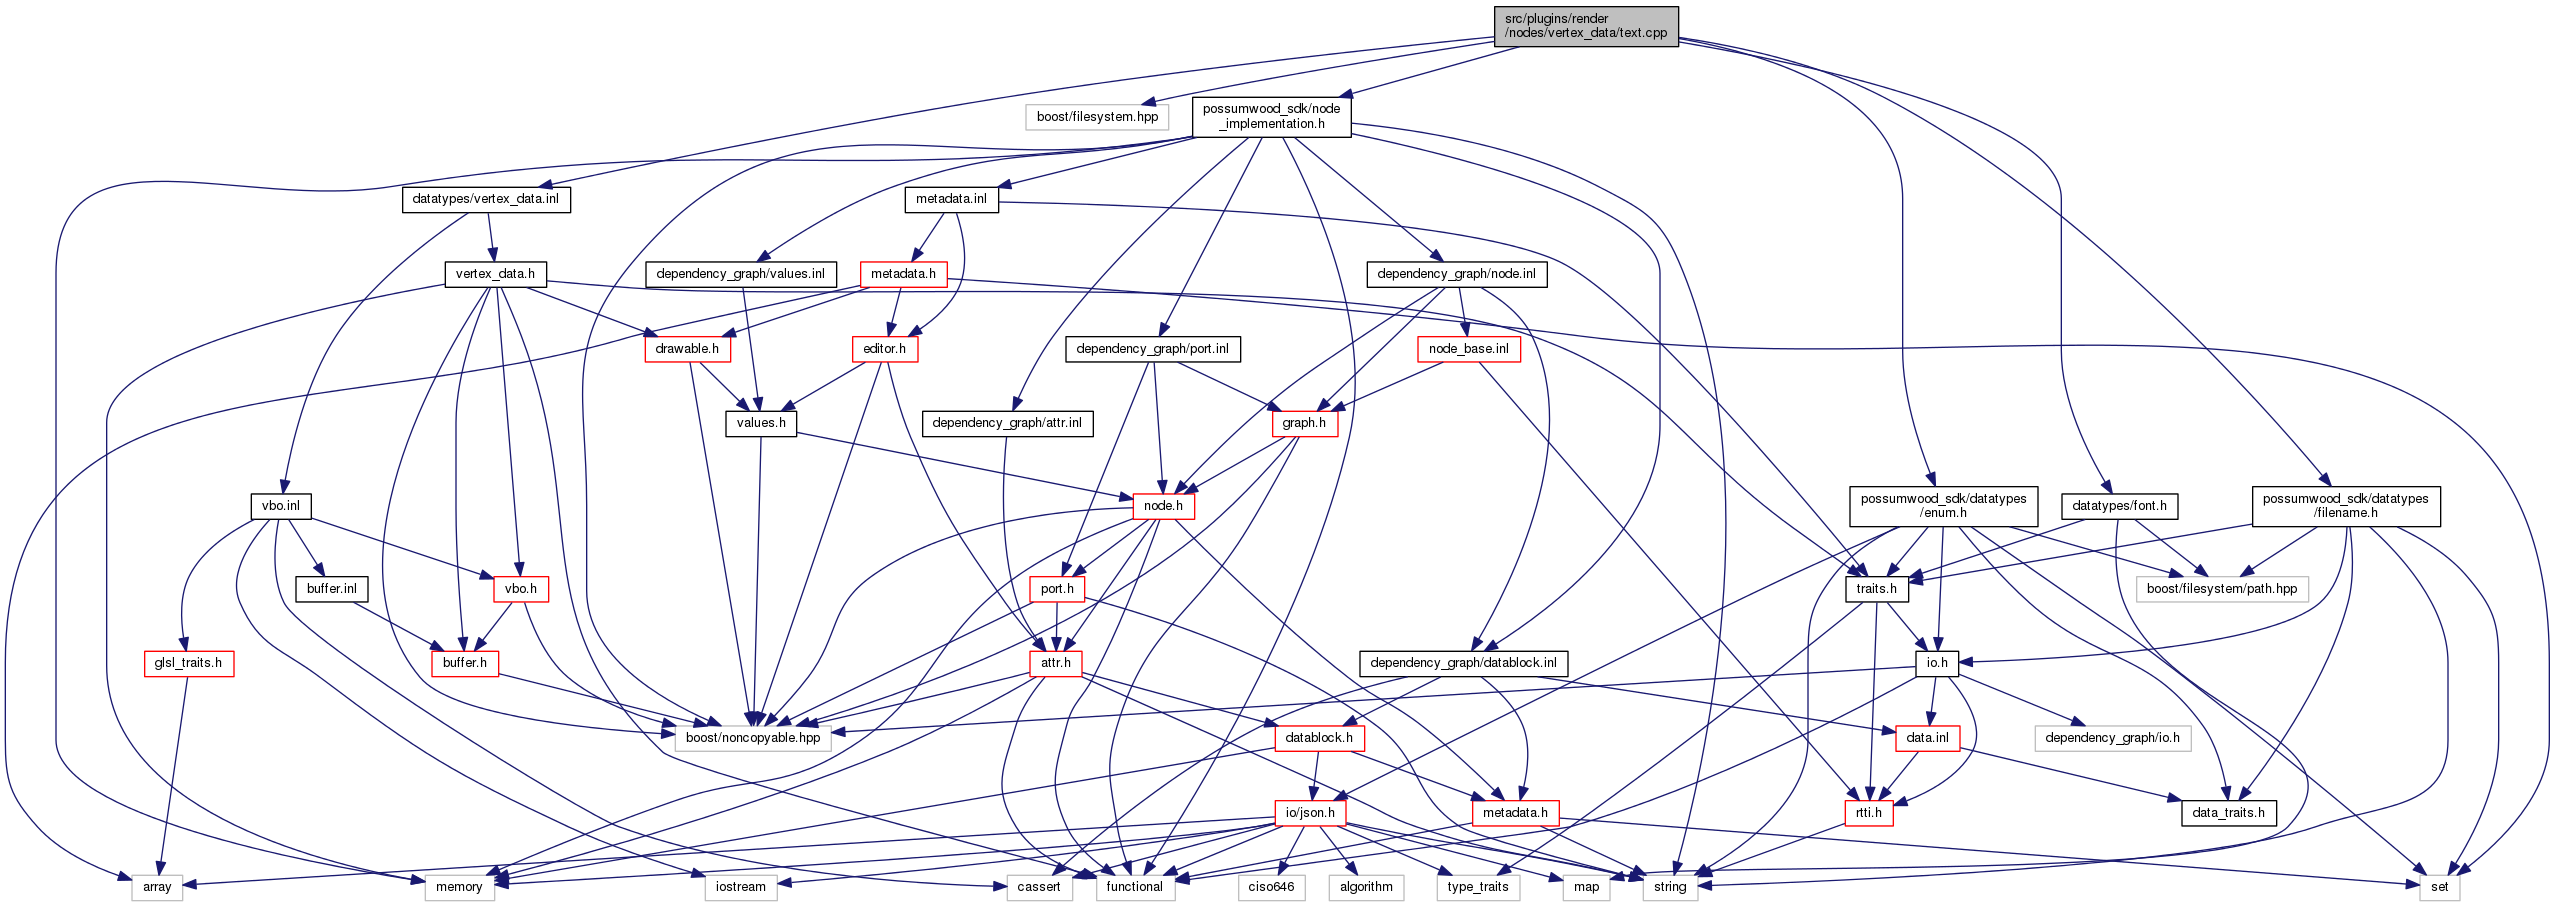 src/plugins/render
/nodes/vertex_data/text.cpp
boost/filesystem.hpp
possumwood_sdk/node
_implementation.h
datatypes/vertex_data.inl
metadata.inl
vertex_data.h
dependency_graph/values.inl
metadata.h
dependency_graph/node.inl
drawable.h
editor.h
dependency_graph/port.inl
node_base.inl
values.h
dependency_graph/attr.inl
graph.h
vbo.inl
node.h
possumwood_sdk/datatypes
/enum.h
datatypes/font.h
possumwood_sdk/datatypes
/filename.h
buffer.inl
vbo.h
port.h
traits.h
boost/filesystem/path.hpp
glsl_traits.h
buffer.h
attr.h
dependency_graph/datablock.inl
io.h
boost/noncopyable.hpp
datablock.h
data.inl
dependency_graph/io.h
io/json.h
metadata.h
rtti.h
data_traits.h
array
memory
iostream
cassert
functional
ciso646
algorithm
type_traits
map
string
set